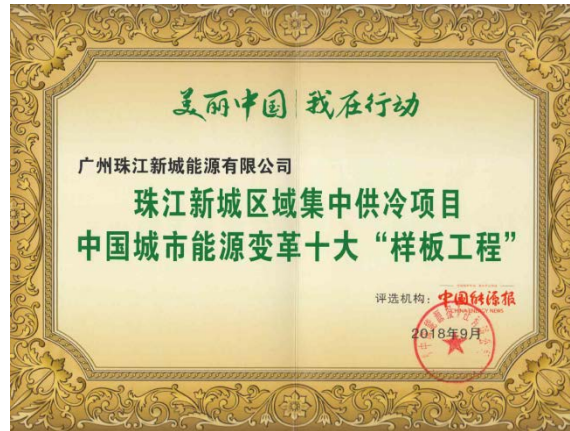 美丽中国 我在行动
广州珠江新城能源有限公司
珠江新城区域集中供冷项目
中国城市能源变革十大“样板工程”
评选机构：中国能源报
CHINA ENERGY NEWS
2018年9月